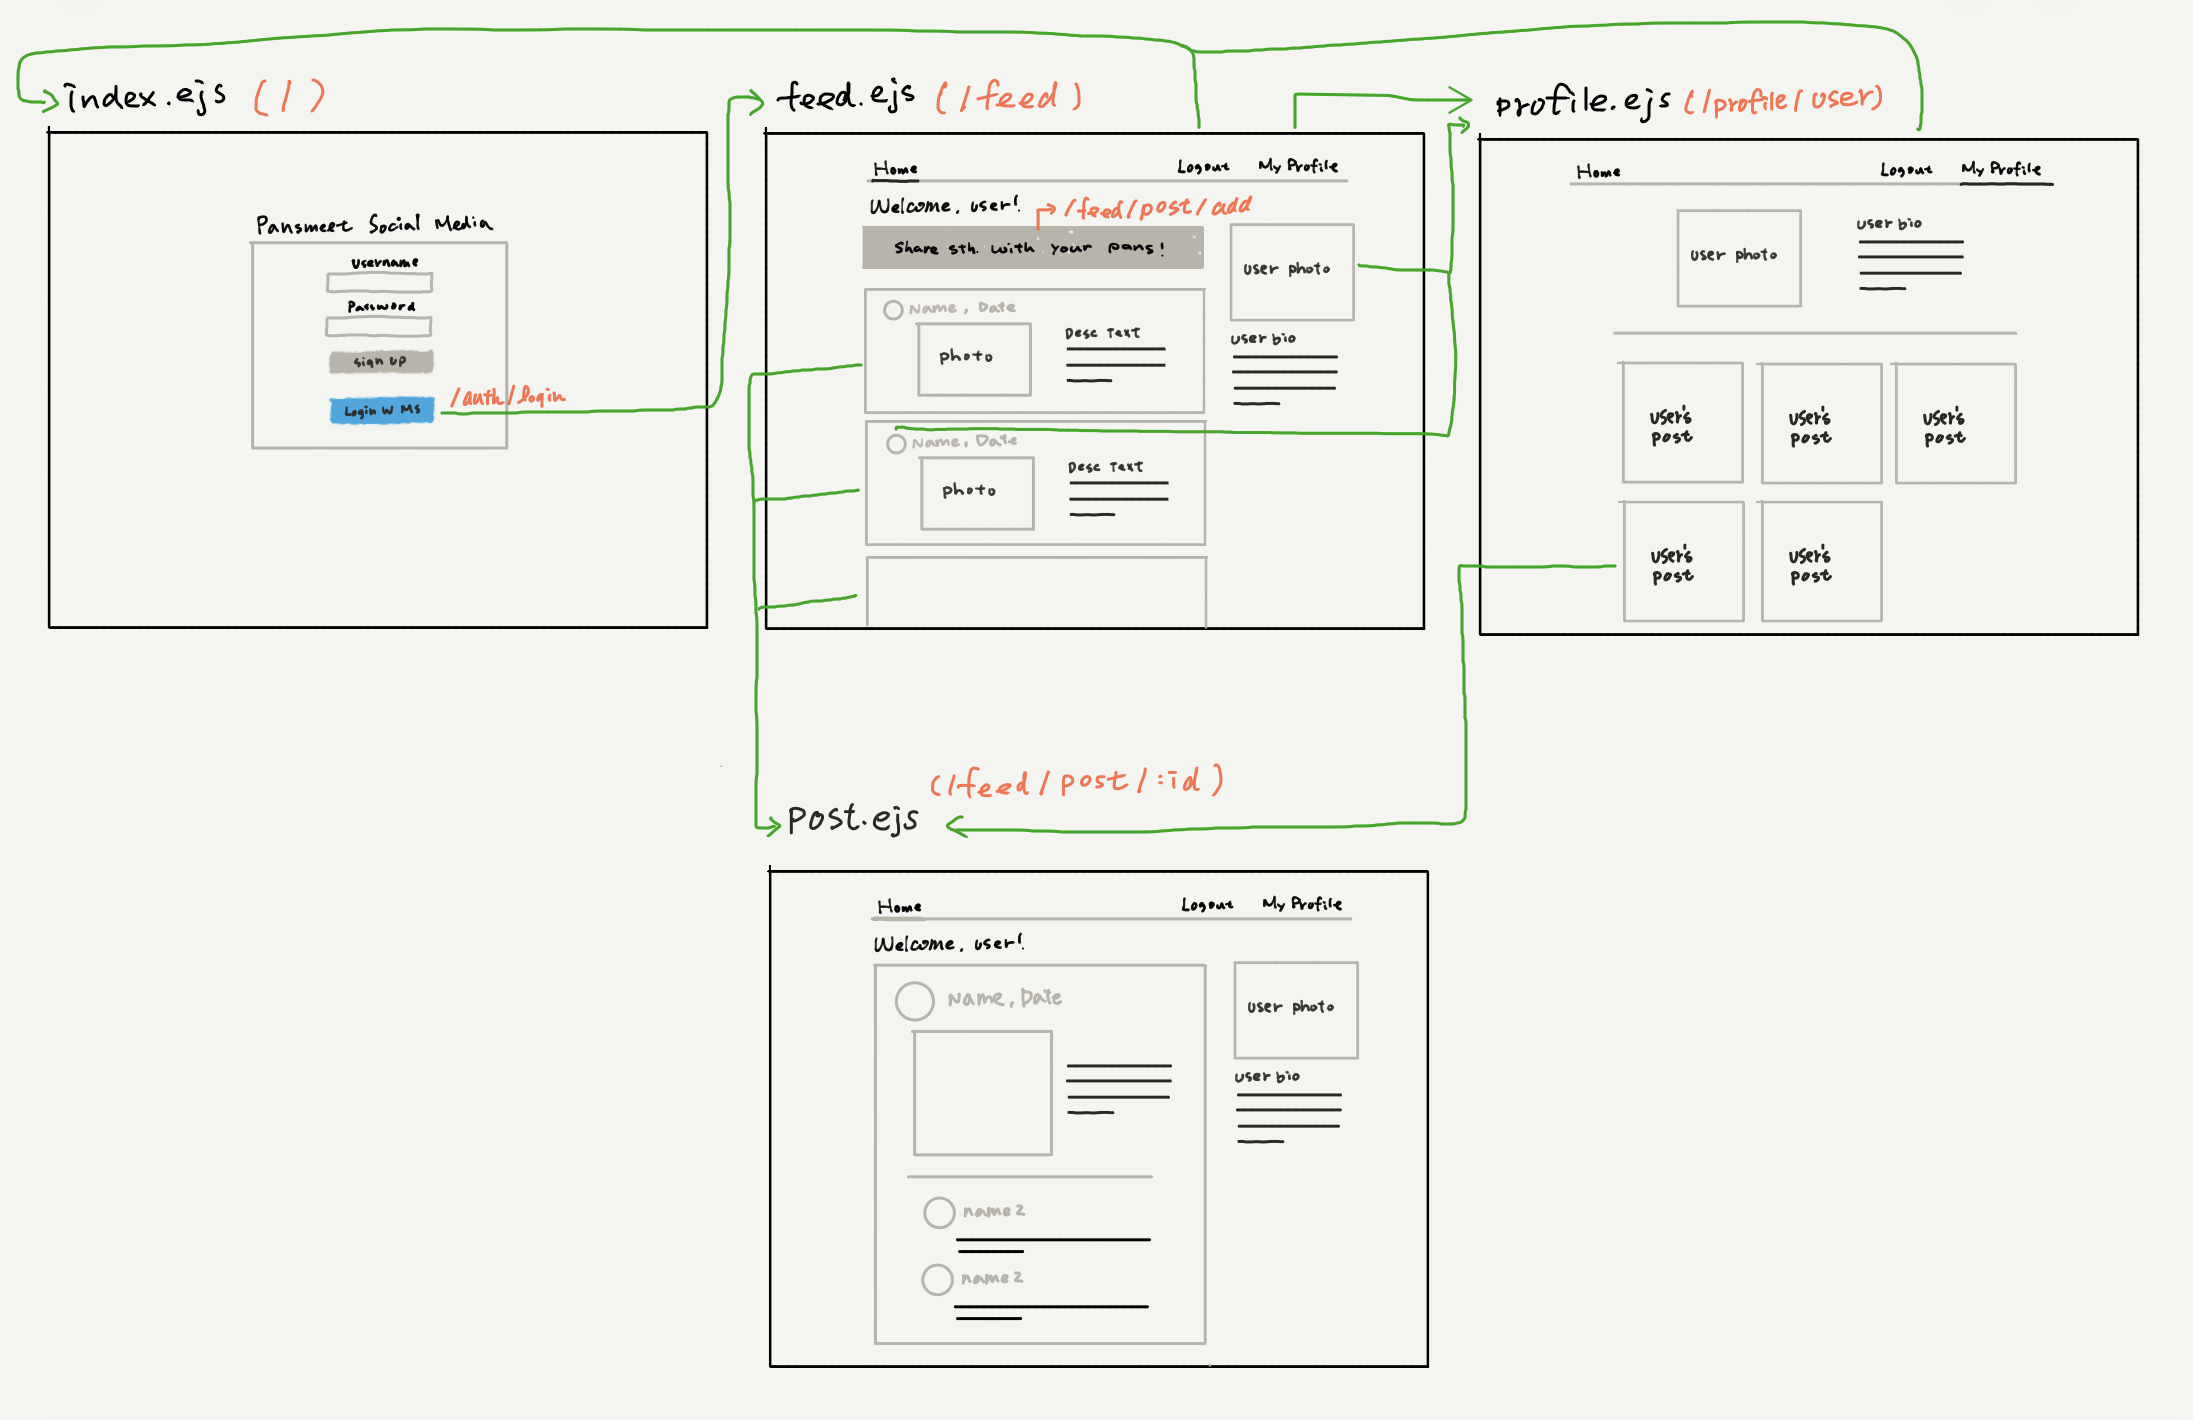 index.ejs (/)
Pansmeet Social Media
Username
Password
sign up
Login W MS
/auth/login
feed.ejs (/feed)
Home Logout My Profile
Welcome, user!
/feed/post/add
Share sth. with your pans!
user photo
user bio
Name, Date
photo
Desc Text
Name, Date
photo
Desc Text
profile.ejs (/profile/user)
Home Logout My Profile
user photo
user bio
user's
post
user's
post
user's
post
user's
post
user's
post
(/feed/post/:id)
Post.ejs
Home Logout My Profile
Welcome, user!
Name, Date
user photo
user bio
name 2
name 2